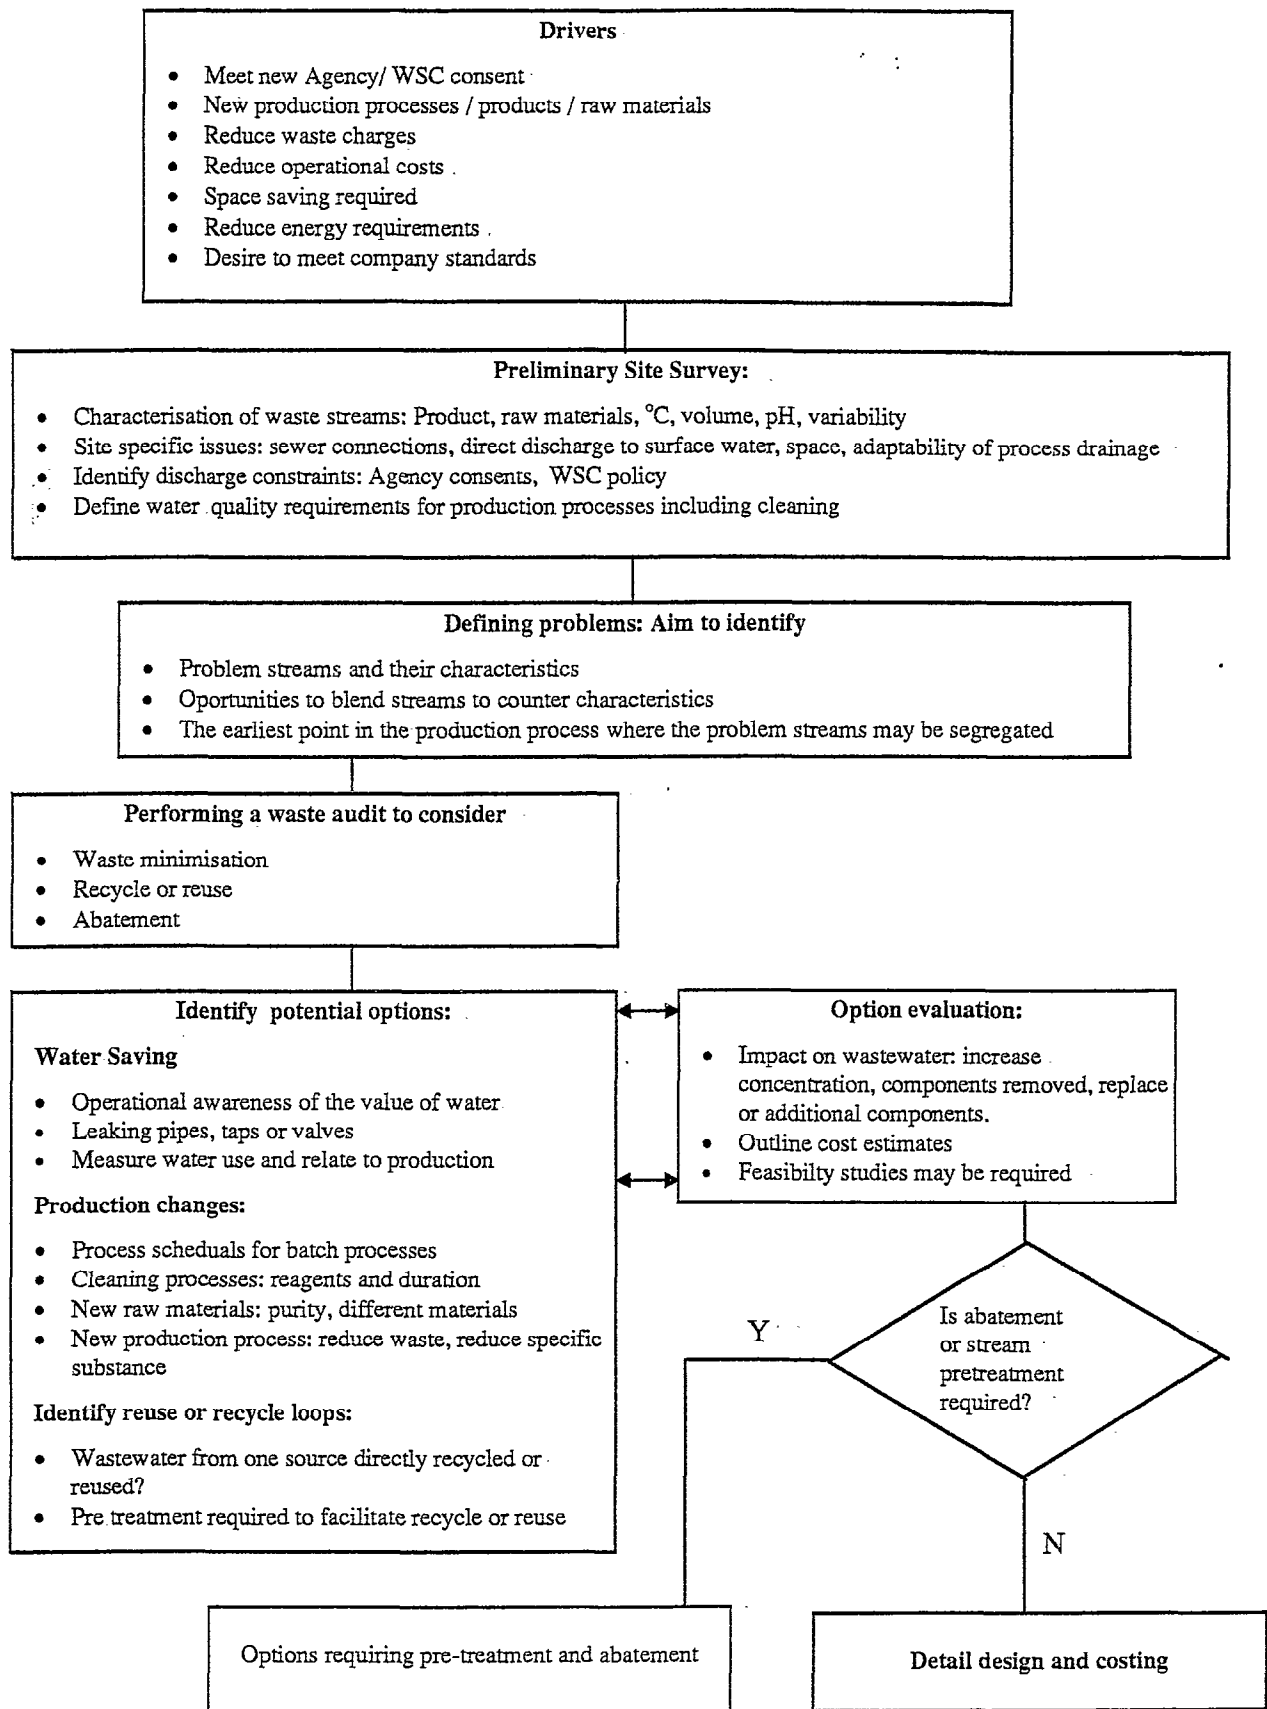 Drivers
• Meet new Agency/ WSC consent
• New production processes / products / raw materials
• Reduce waste charges
• Reduce operational costs
• Space saving required
• Reduce energy requirements
• Desire to meet company standards
Preliminary Site Survey:
• Characterisation of waste streams: Product, raw materials, °C, volume, pH, variability
• Site specific issues: sewer connections, direct discharge to surface water, space, adaptability of process drainage
• Identify discharge constraints: Agency consents, WSC policy
• Define water quality requirements for production processes including cleaning
Defining problems: Aim to identify
• Problem streams and their characteristics
• Oportunities to blend streams to counter characteristics
• The earliest point in the production process where the problem streams may be segregated
Performing a waste audit to consider
• Waste minimisation
• Recycle or reuse
• Abatement
Identify potential options:
Water Saving
• Operational awareness of the value of water
• Leaking pipes, taps or valves
• Measure water use and relate to production
Production changes:
• Process scheduals for batch processes
• Cleaning processes: reagents and duration
• New raw materials: purity, different materials
• New production process: reduce waste, reduce specific
substance
Identify reuse or recycle loops:
• Wastewater from one source directly recycled or
reused?
• Pre treatment required to facilitate recycle or reuse
Option evaluation:
• Impact on wastewater: increase
concentration, components removed, replace
or additional components.
• Outline cost estimates
• Feasibilty studies may be required
Is abatement
or stream
pretreatment
required?
Y
N
Options requiring pre-treatment and abatement
Detail design and costing